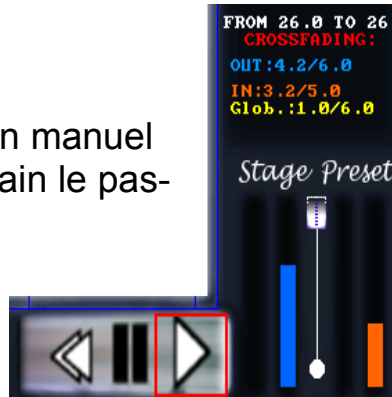 FROM 26.0 TO 26
CROSSFADING:
OUT:4.2/6.0
IN:3.2/5.0
Glob.:1.0/6.0
n manuel
ain le pas-
Stage Preset